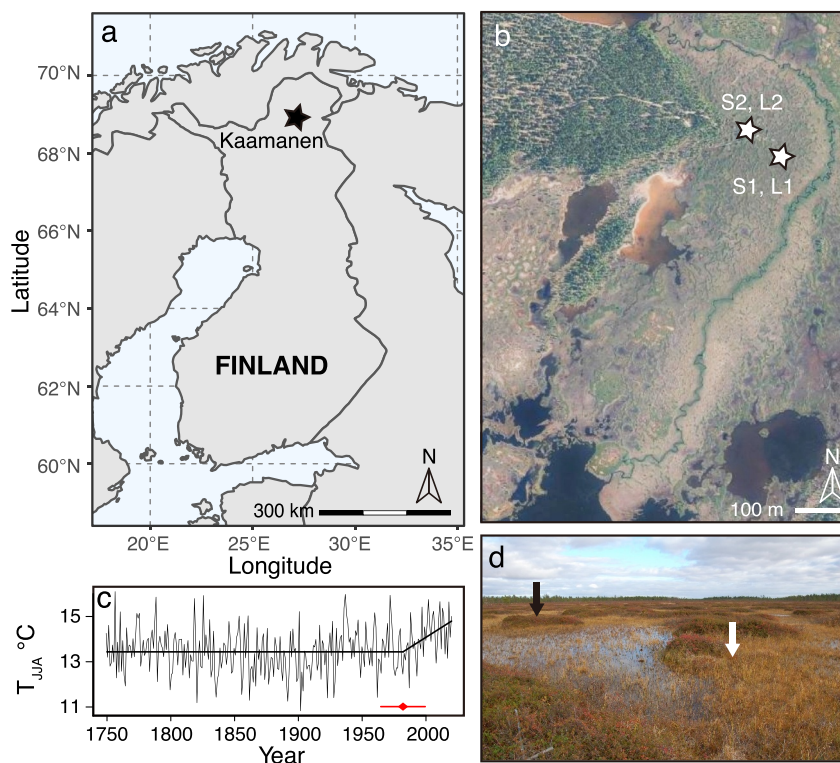 a
70°N
68°N
66°N
64°N
62°N
60°N
Latitude
Kaamanen
FINLAND
N
300 km
20°E
25°E
30°E
35°E
Longitude
b
S2, L2
S1, L1
N
100 m
c
15
13
11
TJJA °C
1750
1800
1850
1900
1950
2000
Year
d